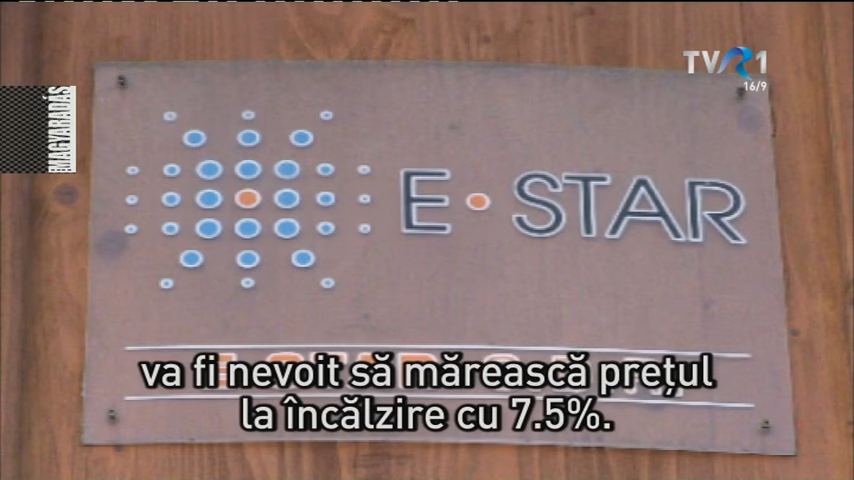 TVR1
16/9
MAGYARADÁS
E·STAR
va fi nevoit să mărească prețul
la încălzire cu 7.5%.